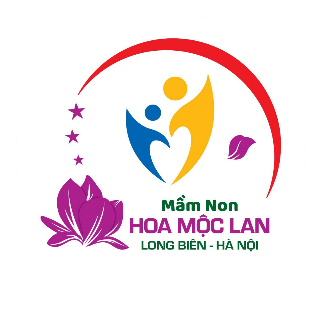 Mầm Non
HOA MỘC LAN
LONG BIÊN - HÀ NỘI